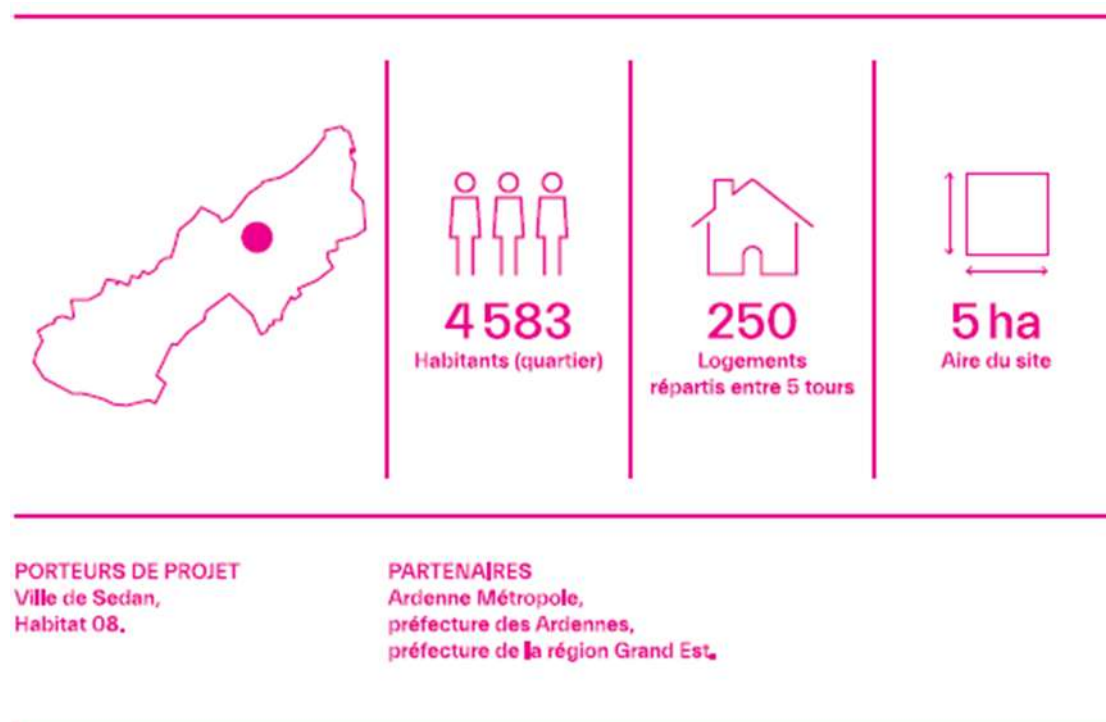 4 583
Habitants (quartier)
250
Logements
répartis entre 5 tours
5 ha
Aire du site
PORTEURS DE PROJET
Ville de Sedan,
Habitat 08.
PARTENAIRES
Ardenne Métropole,
préfecture des Ardennes,
préfecture de la région Grand Est.